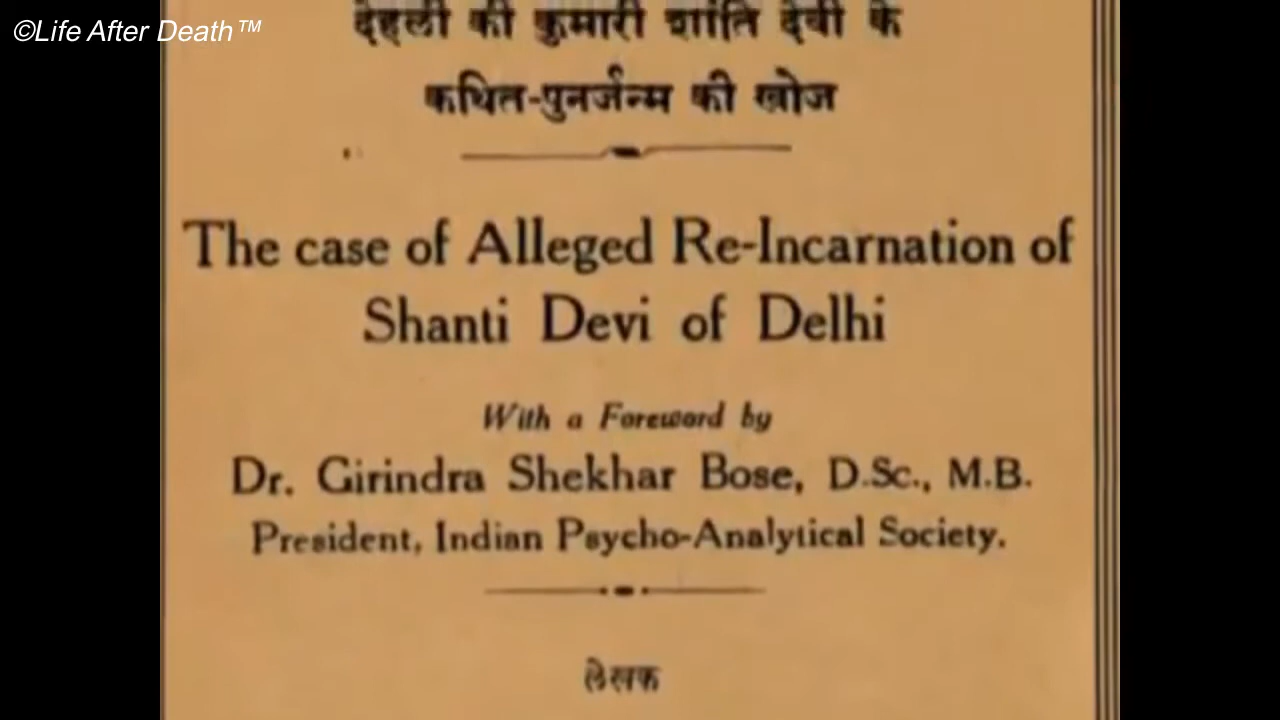 ©Life After Death™
देहली की कुमारी शांति देवी के
कथित-पुनर्जन्म की खोज
The case of Alleged Re-Incarnation of
Shanti Devi of Delhi
With a Foreword by
Dr. Girindra Shekhar Bose, D.Sc., M.B.
President, Indian Psycho-Analytical Society.
लेखक